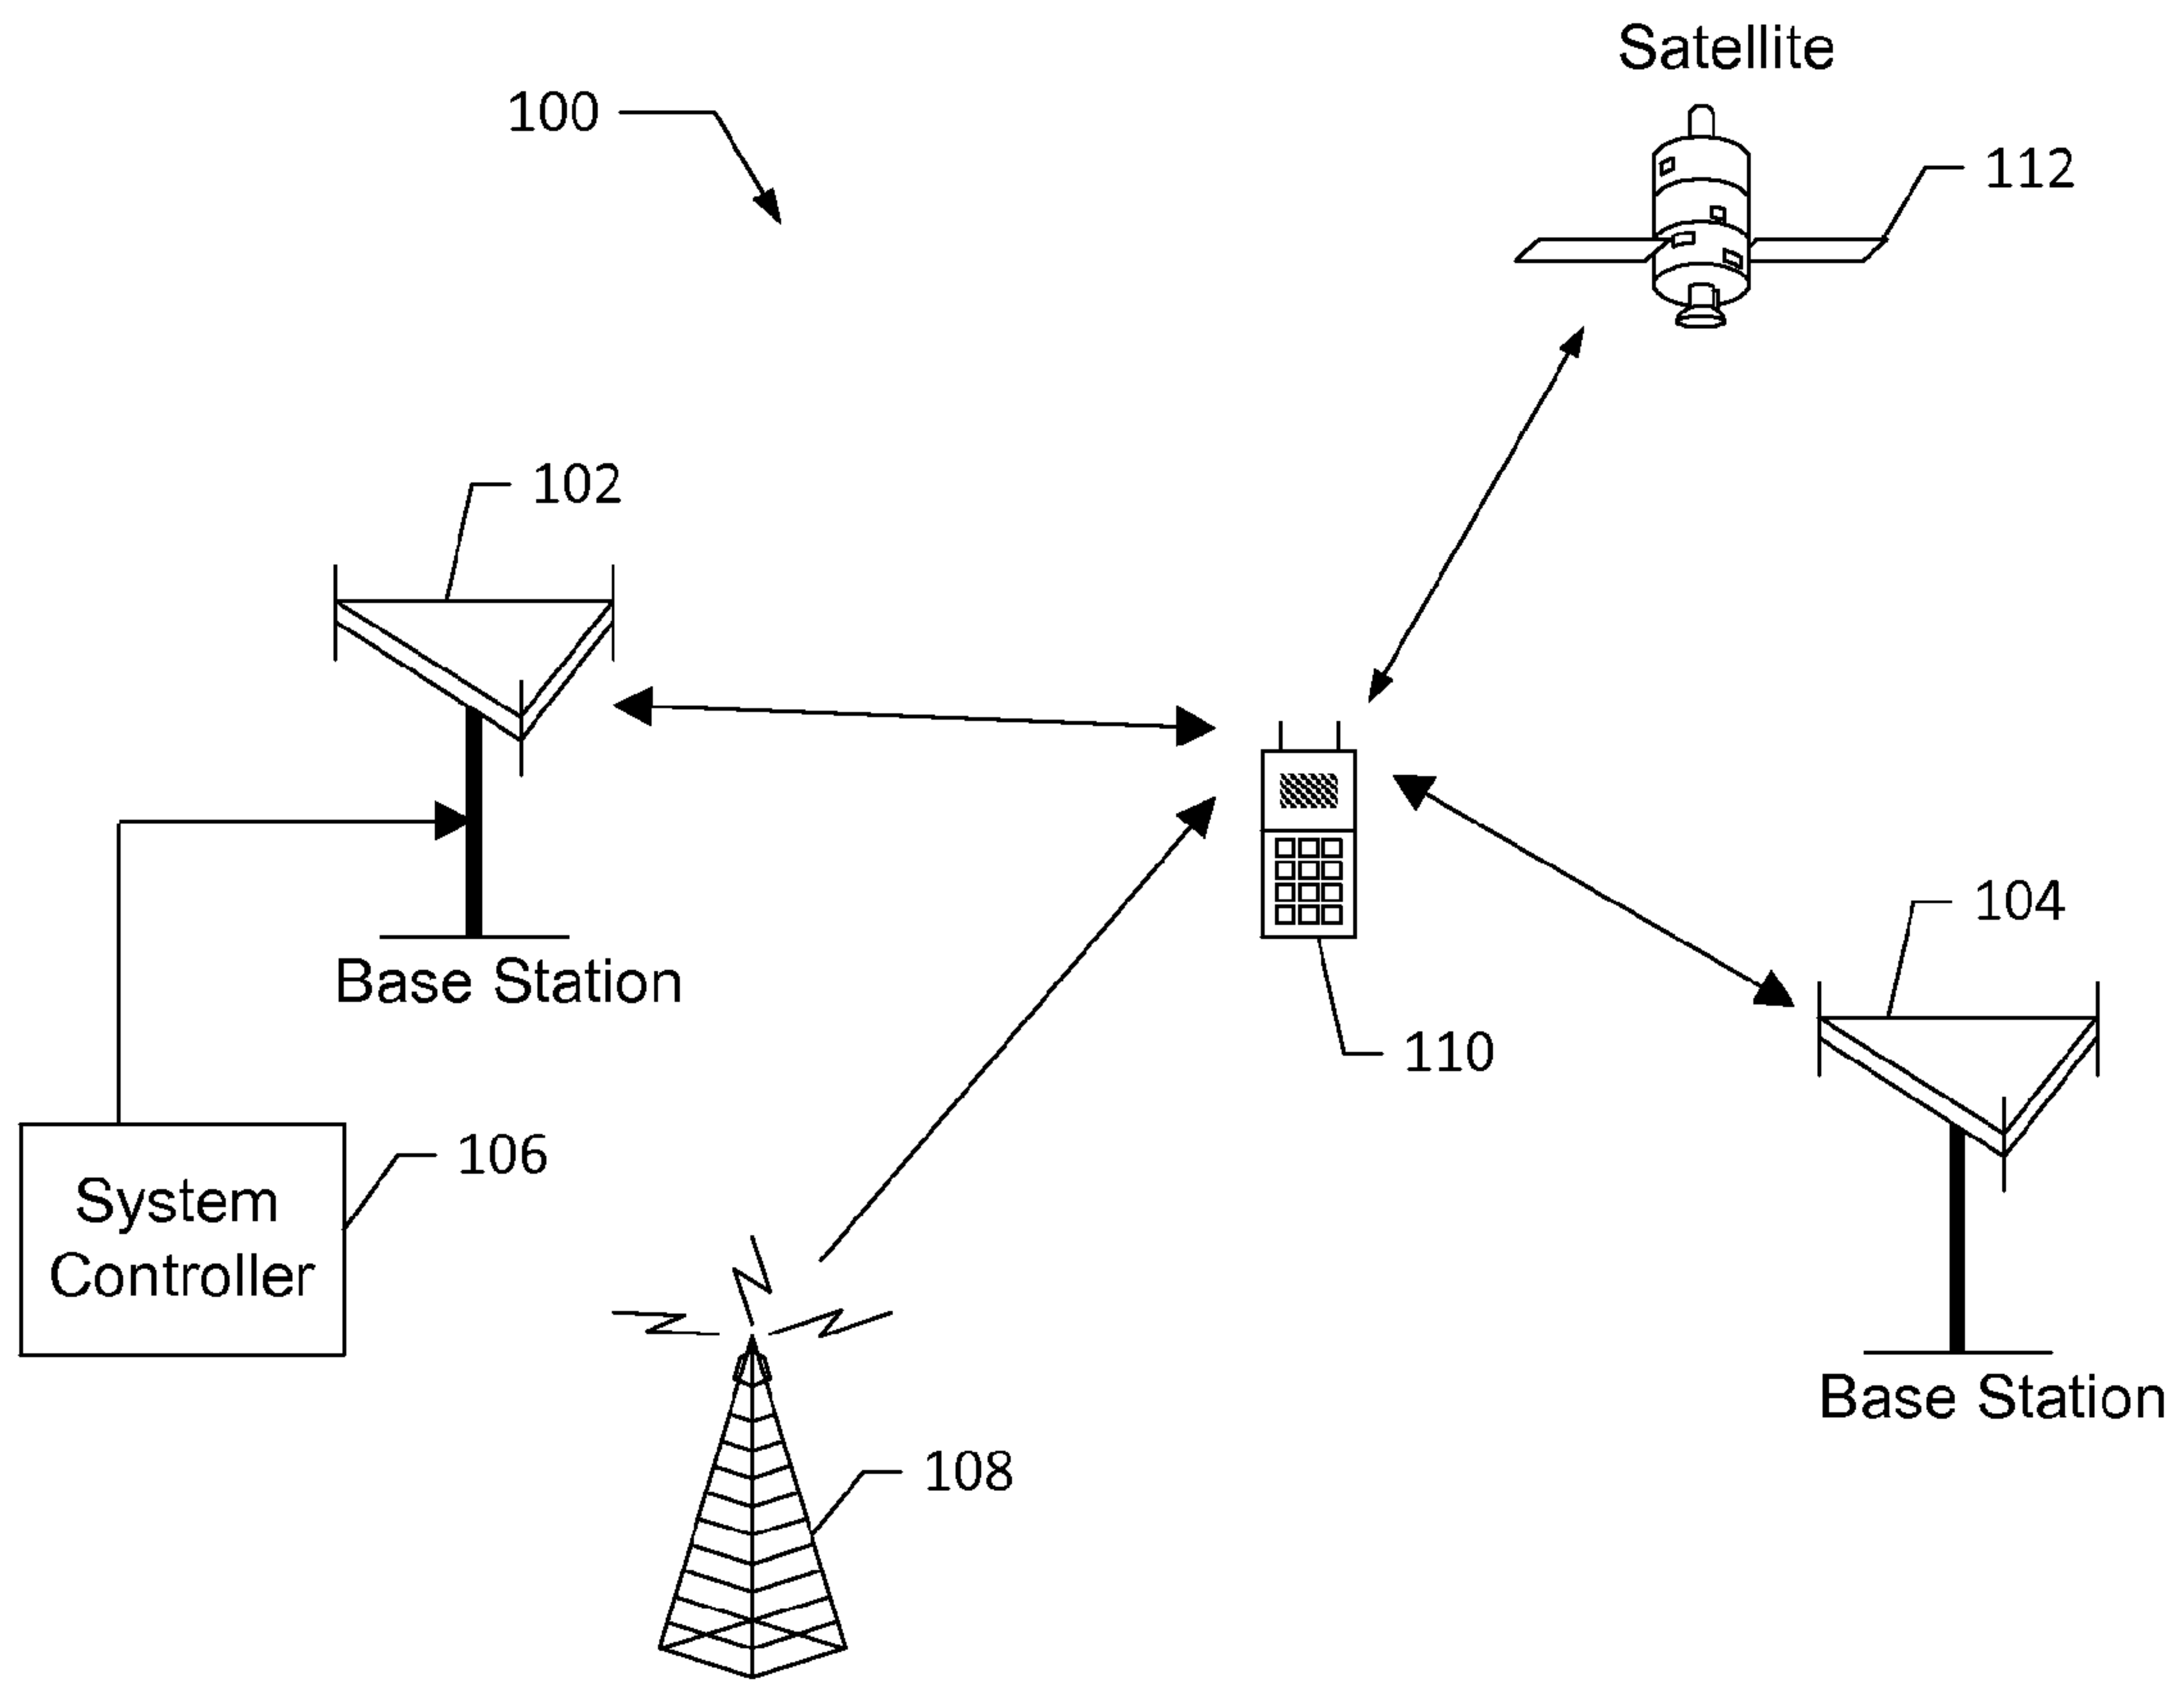 Satellite
100
112
102
104
Base Station
110
106
System
Controller
Base Station
108